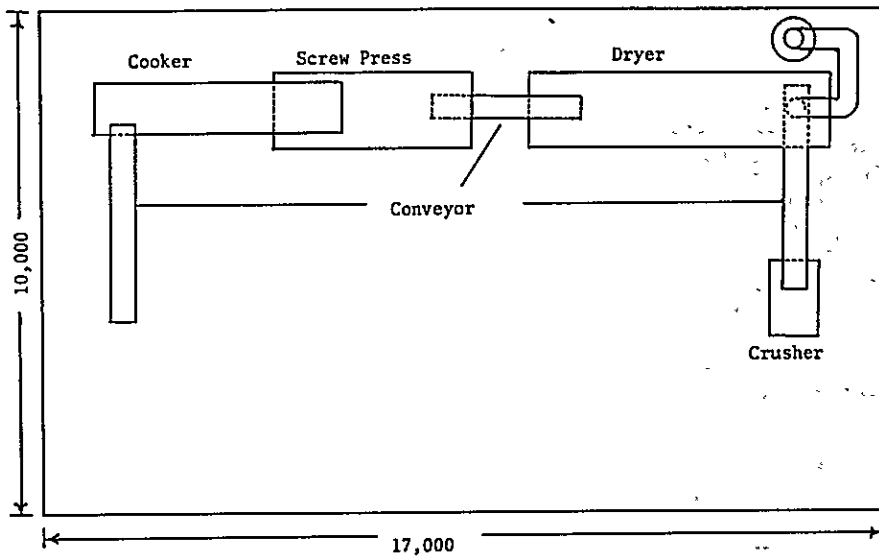 Cooker
Screw Press
Dryer
Conveyor
Crusher
10,000
17,000